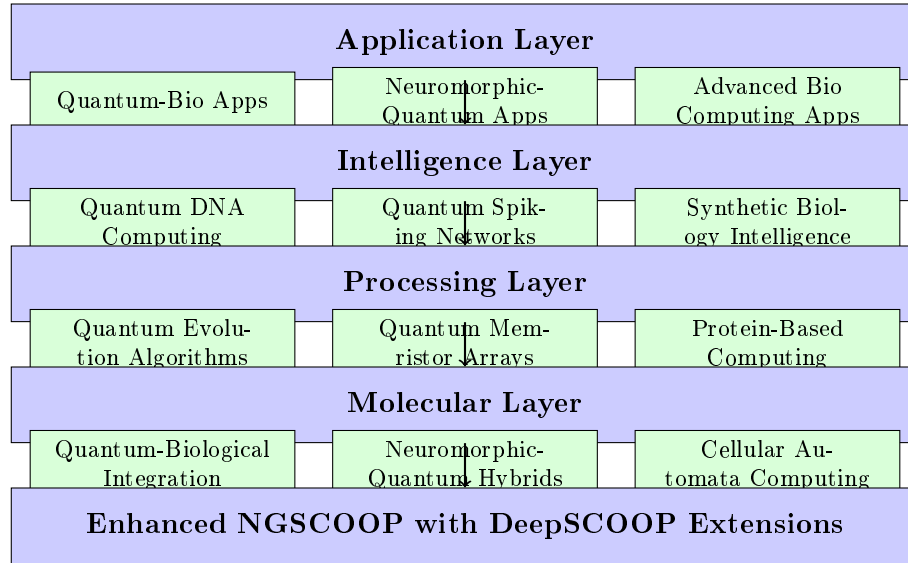 Application Layer
Quantum-Bio Apps
Neuromorphic-
Quantum Apps
Advanced Bio
Computing Apps
Intelligence Layer
Quantum DNA
Computing
Quantum Spik-
ing Networks
Synthetic Biol-
ogy Intelligence
Processing Layer
Quantum Evolu-
tion Algorithms
Quantum Mem-
ristor Arrays
Protein-Based
Computing
Molecular Layer
Quantum-Biological
Integration
Neuromorphic-
Quantum Hybrids
Cellular Au-
tomata Computing
Enhanced NGSCOOP with DeepSCOOP Extensions